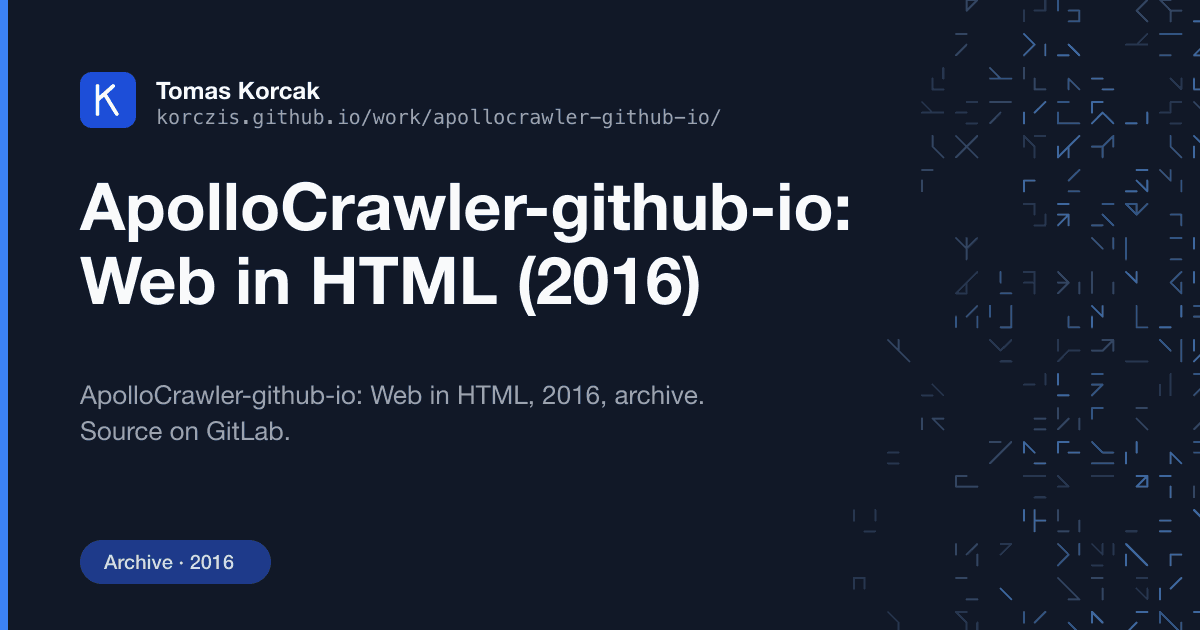 K
Tomas Korcak
korczis.github.io/work/apollocrawler-github-io/
ApolloCrawler-github-io:
Web in HTML (2016)
ApolloCrawler-github-io: Web in HTML, 2016, archive.
Source on GitLab.
Archive · 2016